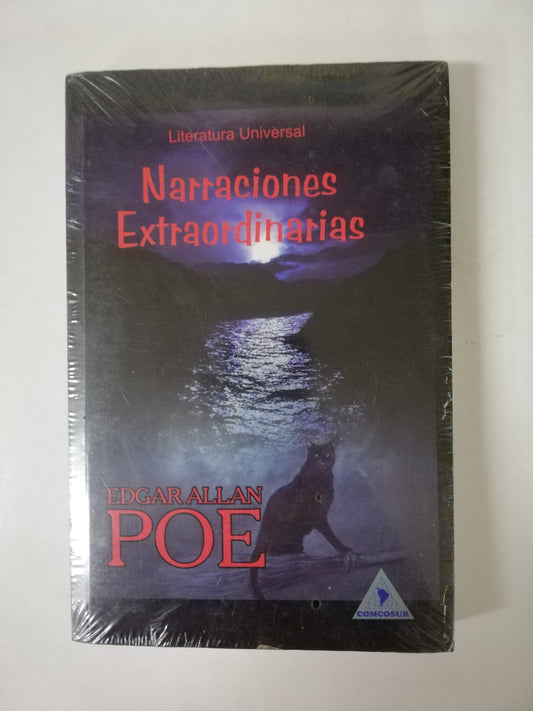 Literatura Universal
Narraciones
Extraordinarias
EDGAR ALLAN
POE
COMCOSUR